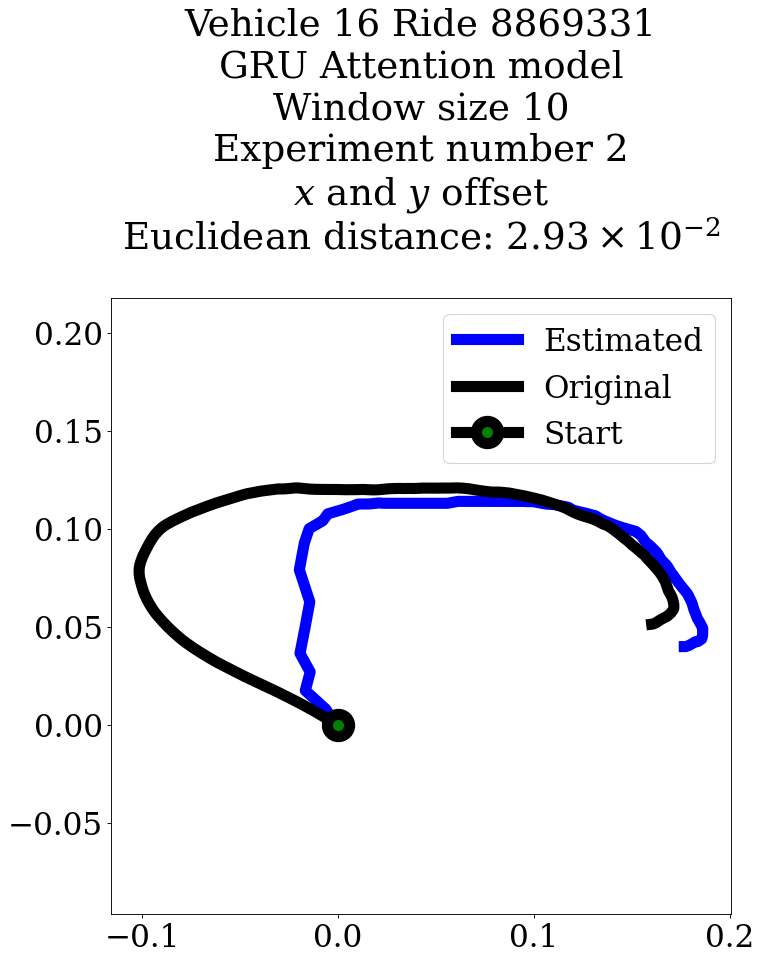 Vehicle 16 Ride 8869331
GRU Attention model
Window size 10
Experiment number 2
x and y offset
Euclidean distance: 2.93 × 10⁻²
Estimated
Original
Start
0.20
0.15
0.10
0.05
0.00
−0.05
−0.1
0.0
0.1
0.2